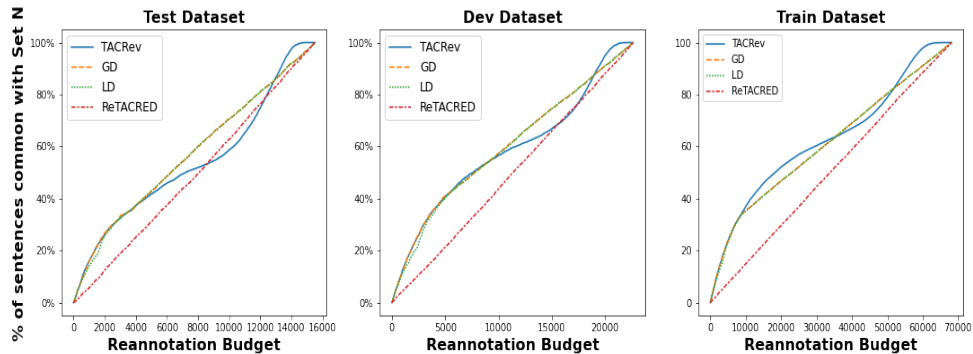 % of sentences common with Set N
Test Dataset
100%
80%
60%
40%
20%
0%
TACRev
GD
LD
ReTACRED
0 2000 4000 6000 8000 10000 12000 14000 16000
Reannotation Budget
Dev Dataset
100%
80%
60%
40%
20%
0%
TACRev
GD
LD
ReTACRED
0 5000 10000 15000 20000
Reannotation Budget
Train Dataset
100
80
60
40
20
0
TACRev
GD
LD
ReTACRED
0 10000 20000 30000 40000 50000 60000 70000
Reannotation Budget